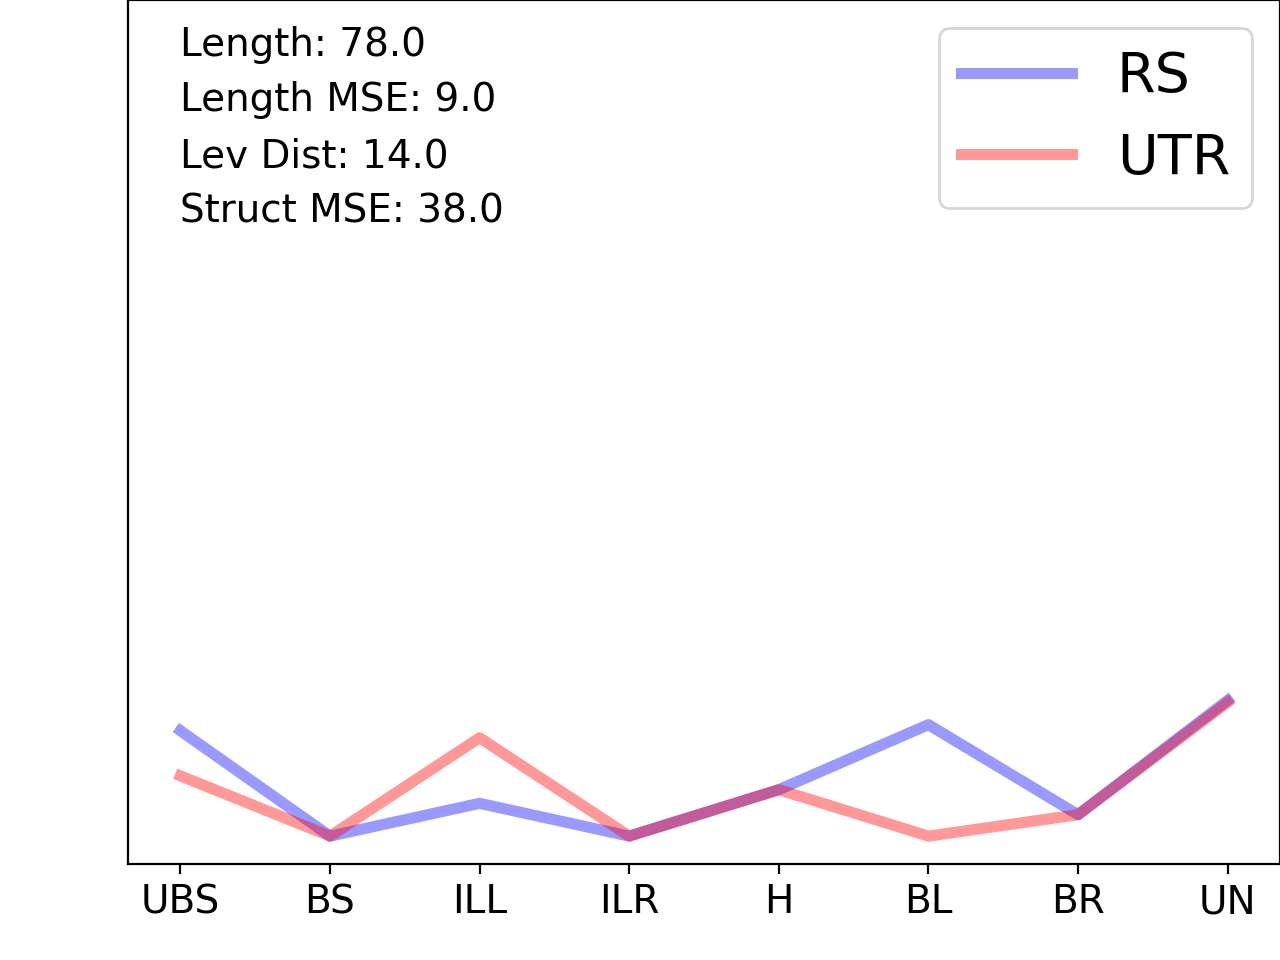 Length: 78.0
Length MSE: 9.0
Lev Dist: 14.0
Struct MSE: 38.0
RS
UTR
UBS BS ILL ILR H BL BR UN